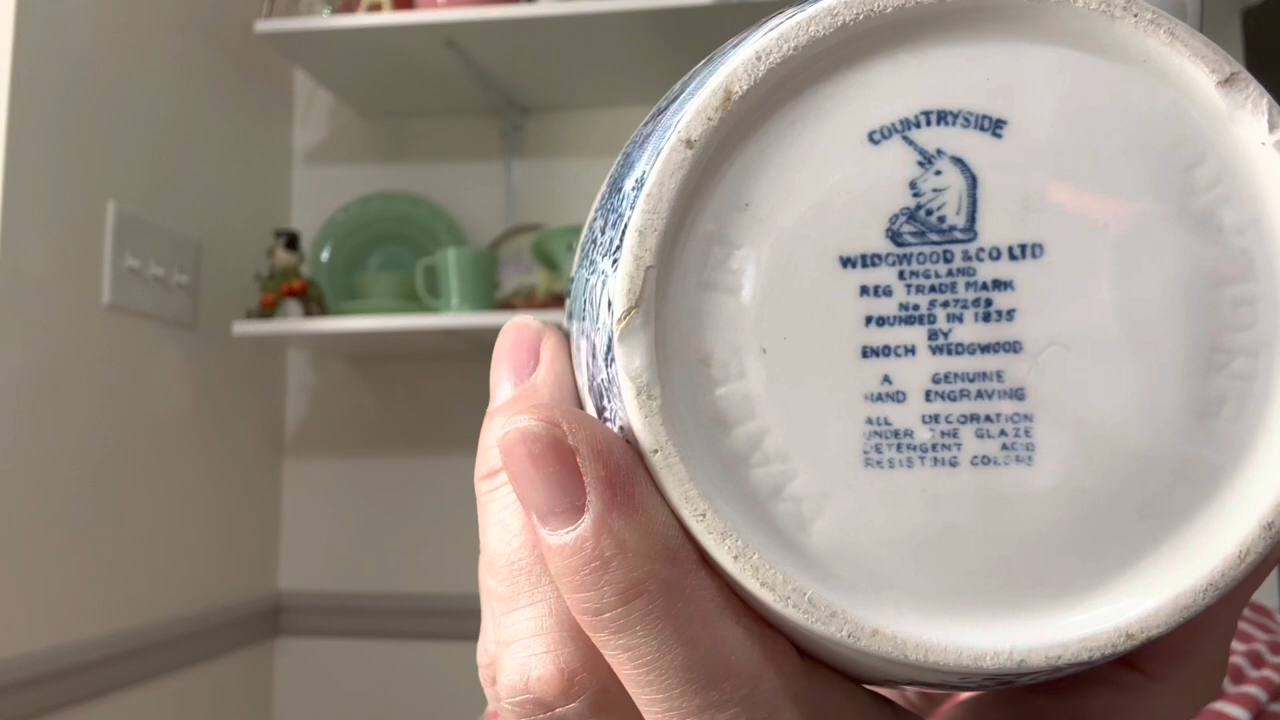 COUNTRYSIDE
WEDGWOOD & CO LTD
ENGLAND
REG TRADE MARK
No 547269
FOUNDED IN 1835
BY
ENOCH WEDGWOOD
A GENUINE
HAND ENGRAVING
ALL DECORATION
UNDER THE GLAZE
DETERGENT ACID
RESISTING COLORS